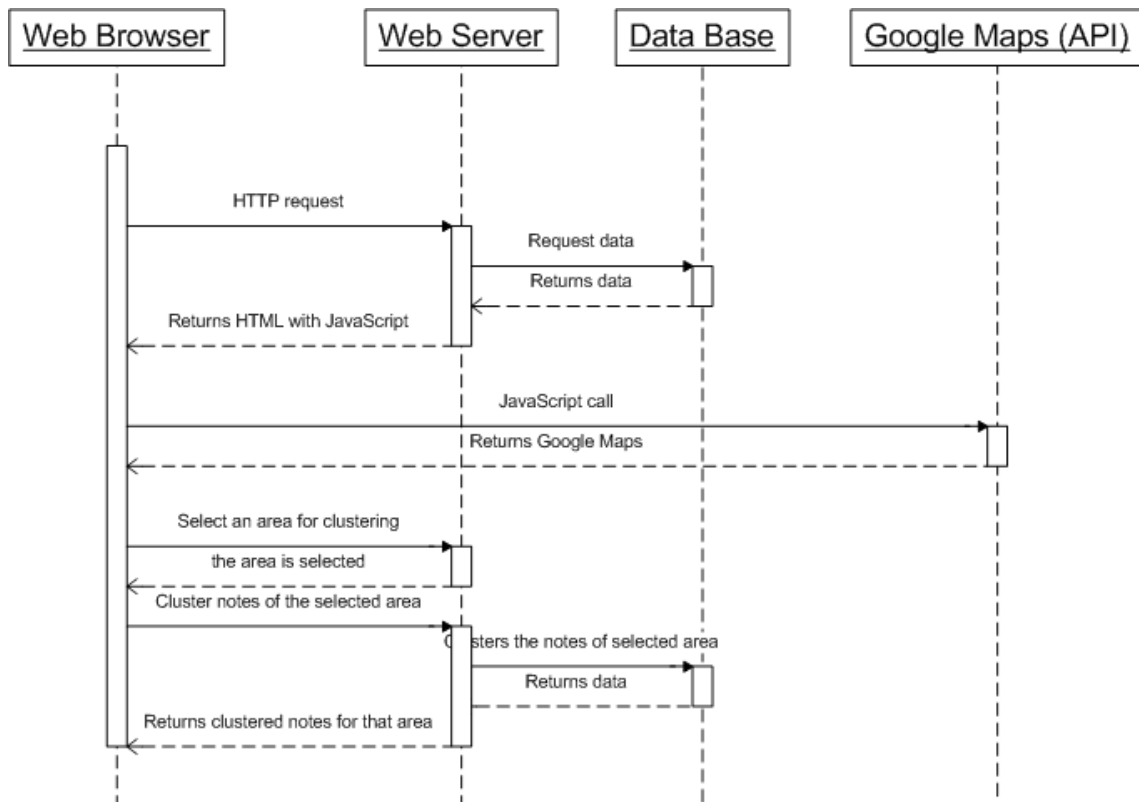 Web Browser
Web Server
Data Base
Google Maps (API)
HTTP request
Request data
Returns data
Returns HTML with JavaScript
JavaScript call
Returns Google Maps
Select an area for clustering
the area is selected
Cluster notes of the selected area
Clusters the notes of selected area
Returns data
Returns clustered notes for that area